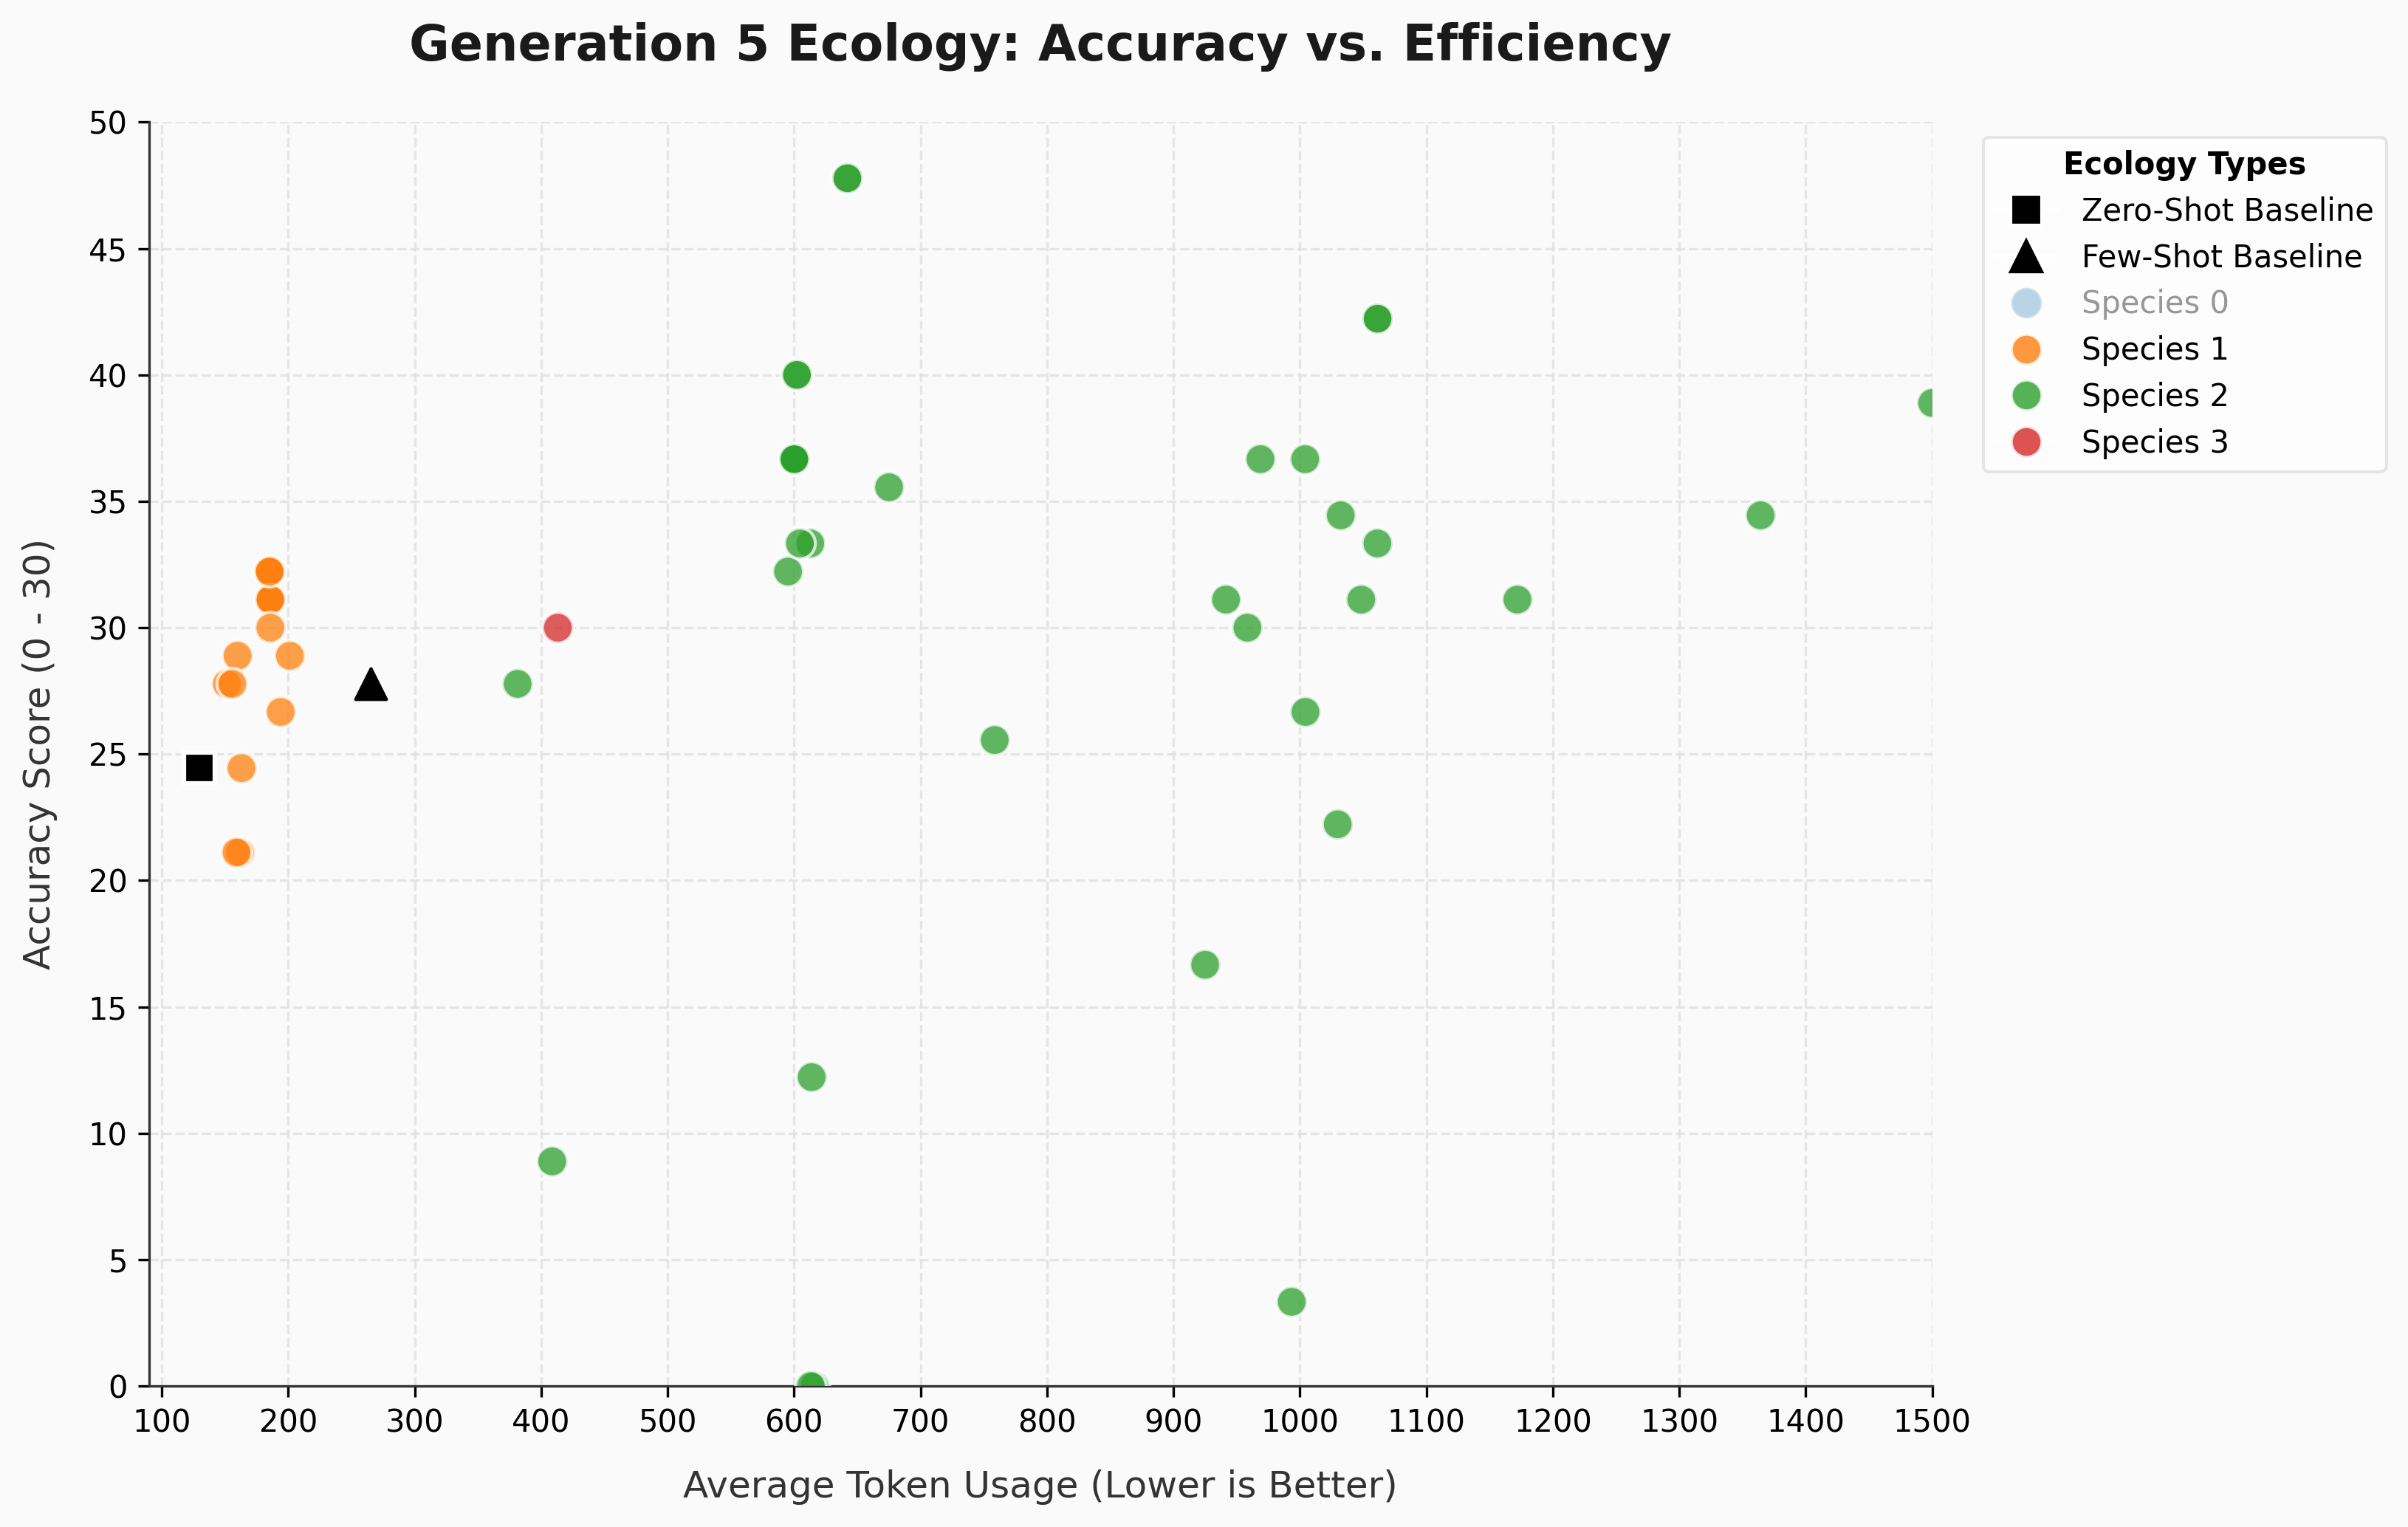 Generation 5 Ecology: Accuracy vs. Efficiency
50
45
40
35
30
25
20
15
10
5
0
Accuracy Score (0 - 30)
100 200 300 400 500 600 700 800 900 1000 1100 1200 1300 1400 1500
Average Token Usage (Lower is Better)
Ecology Types
Zero-Shot Baseline
Few-Shot Baseline
Species 0
Species 1
Species 2
Species 3